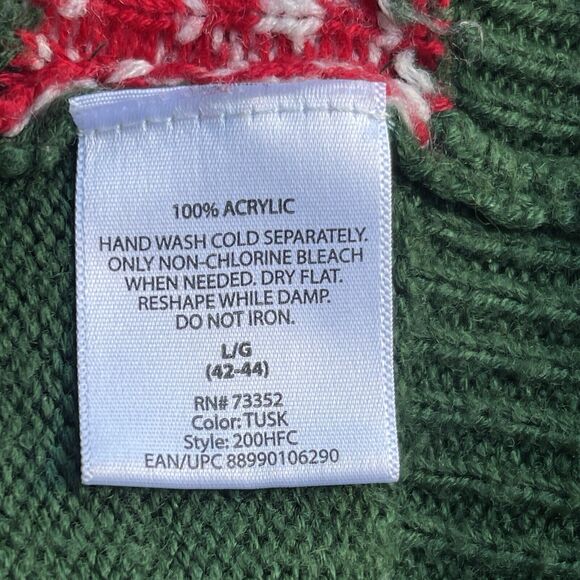 100% ACRYLIC
HAND WASH COLD SEPARATELY.
ONLY NON-CHLORINE BLEACH
WHEN NEEDED. DRY FLAT.
RESHAPE WHILE DAMP.
DO NOT IRON.
L/G
(42-44)
RN# 73352
Color: TUSK
Style: 200HFC
EAN/UPC 88990106290